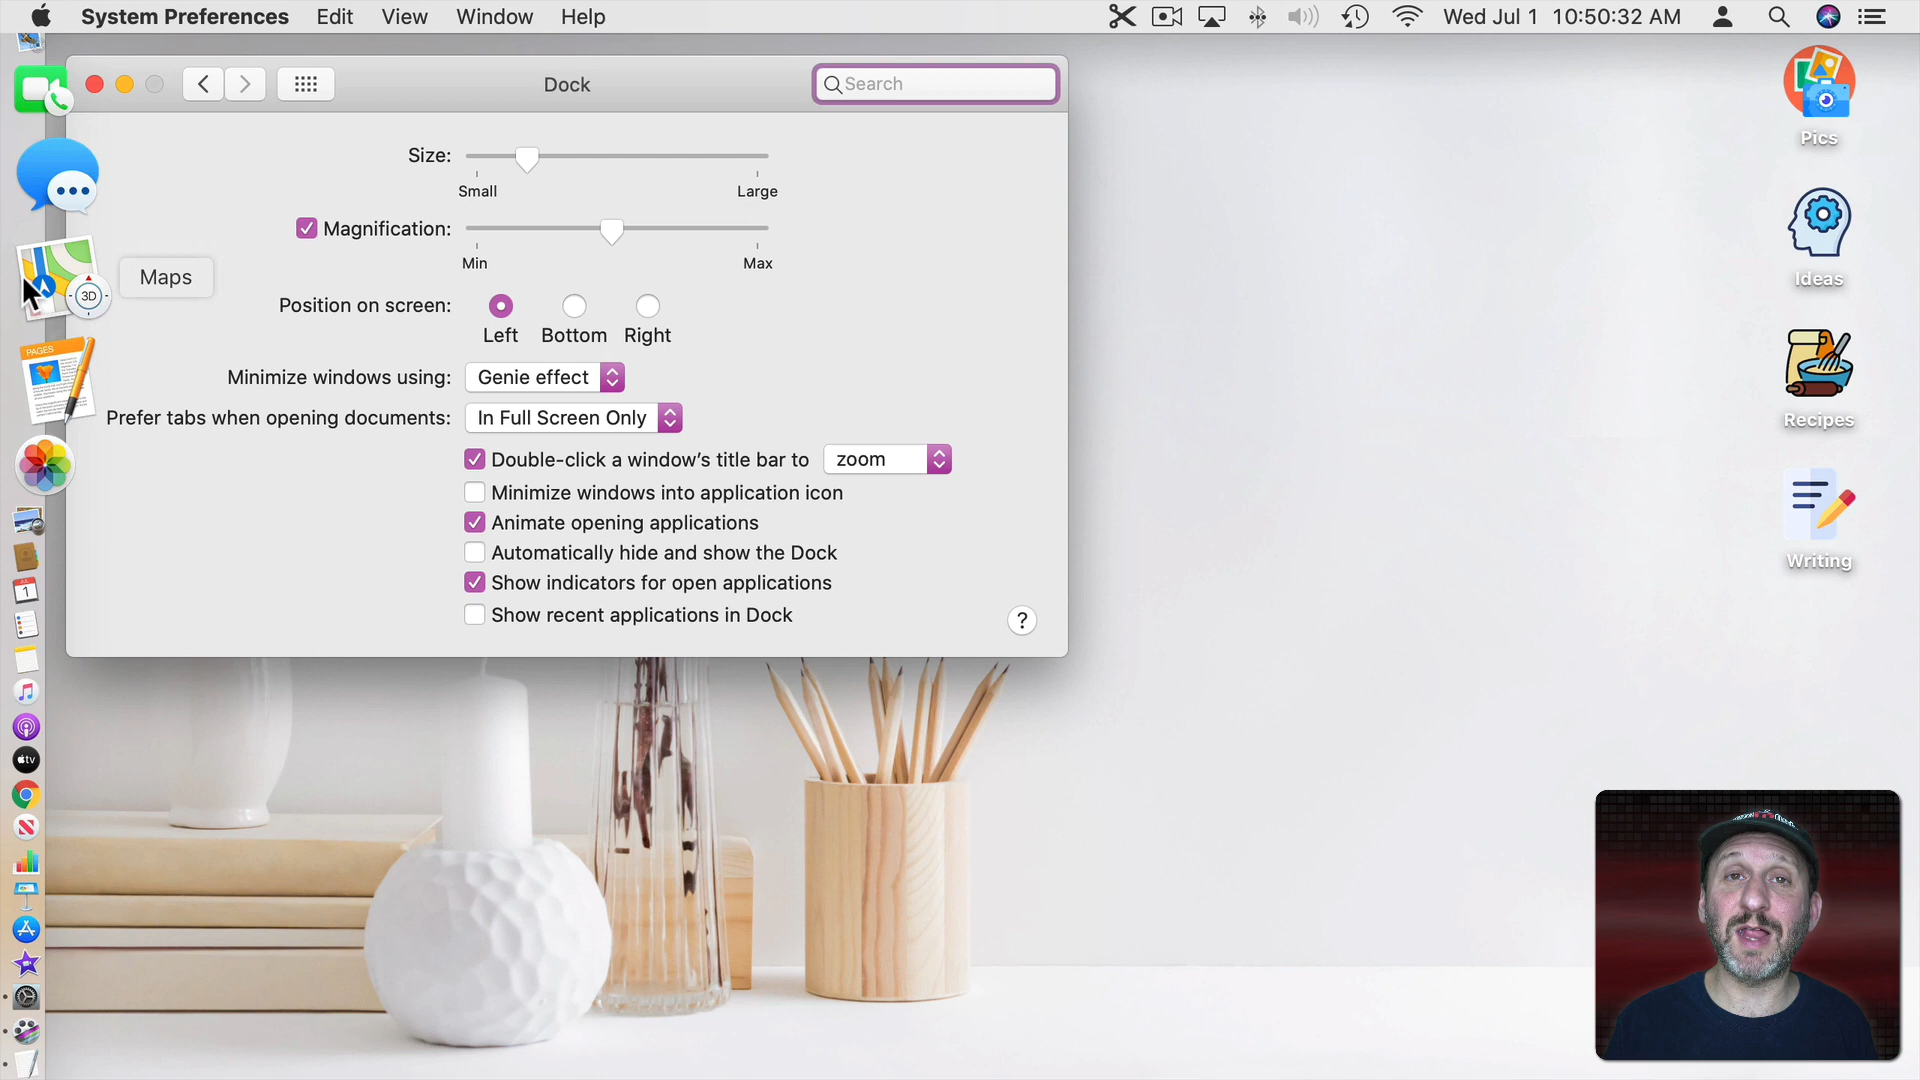 System Preferences Edit View Window Help Wed Jul 1 10:50:32 AM
Dock
Search
Pics
Size:
Small Large
Magnification:
Min Max
Maps
3D
Ideas
Position on screen:
Left Bottom Right
PAGES
Minimize windows using: Genie effect
Prefer tabs when opening documents: In Full Screen Only
Recipes
Double-click a window's title bar to zoom
Minimize windows into application icon
Animate opening applications
Automatically hide and show the Dock
Writing
Show indicators for open applications
1
Show recent applications in Dock
?
tv